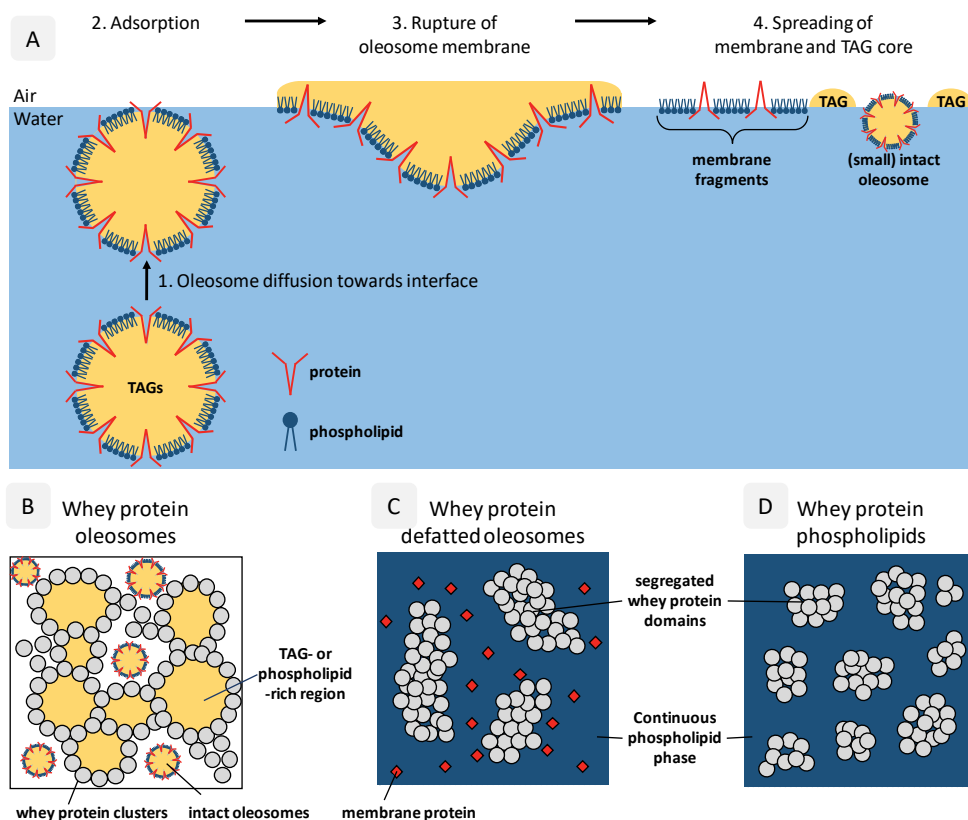 A
2. Adsorption
3. Rupture of
oleosome membrane
4. Spreading of
membrane and TAG core
Air
Water
TAG
TAG
membrane
fragments
(small) intact
oleosome
1. Oleosome diffusion towards interface
TAGs
protein
phospholipid
B
Whey protein
oleosomes
TAG- or
phospholipid
-rich region
whey protein clusters
intact oleosomes
C
Whey protein
defatted oleosomes
membrane protein
D
Whey protein
phospholipids
segregated
whey protein
domains
Continuous
phospholipid
phase